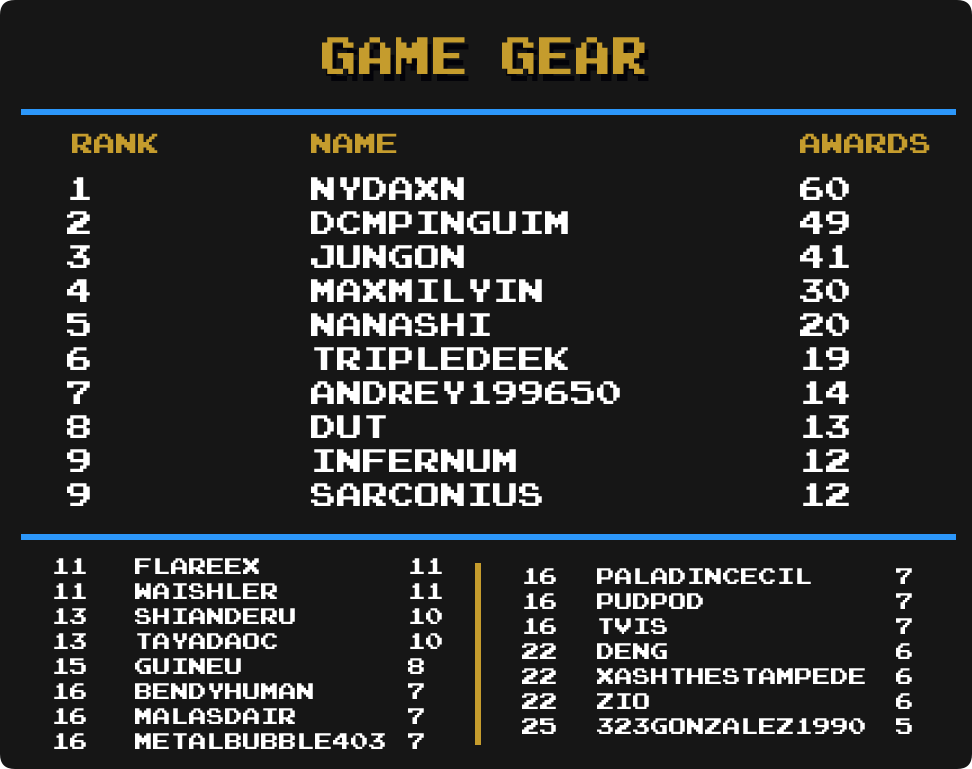 GAME GEAR
RANK NAME AWARDS
1 NYDAXN 60
2 DCMPINGUIM 49
3 JUNGON 41
4 MAXMILYIN 30
5 NANASHI 20
6 TRIPLEDEEK 19
7 ANDREY199650 14
8 DUT 13
9 INFERNUM 12
9 SARCONIUS 12
11 FLAREEX 11
11 WAISHLER 11
13 SHIANDERU 10
13 TAYADAOC 10
15 GUINEU 8
16 BENDYHUMAN 7
16 MALASDAIR 7
16 METALBUBBLE403 7
16 PALADINCECIL 7
16 PUDPOD 7
16 TVIS 7
22 DENG 6
22 XASHTHESTAMPEDE 6
22 ZIO 6
25 323GONZALEZ1990 5